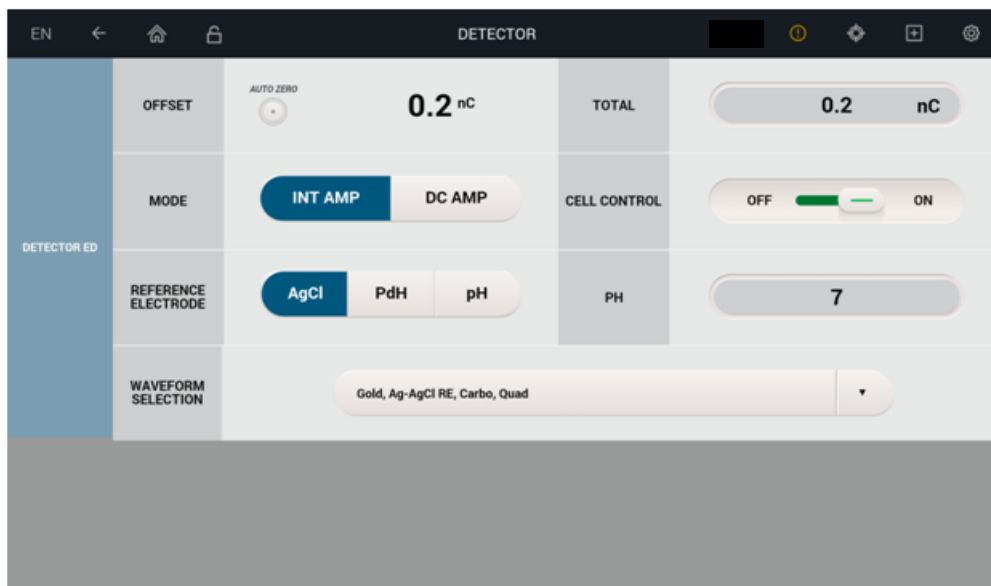 EN
DETECTOR
DETECTOR ED
OFFSET
AUTO ZERO
0.2 nC
TOTAL
0.2 nC
MODE
INT AMP
DC AMP
CELL CONTROL
OFF
ON
REFERENCE
ELECTRODE
AgCl
PdH
pH
PH
7
WAVEFORM
SELECTION
Gold, Ag-AgCl RE, Carbo, Quad